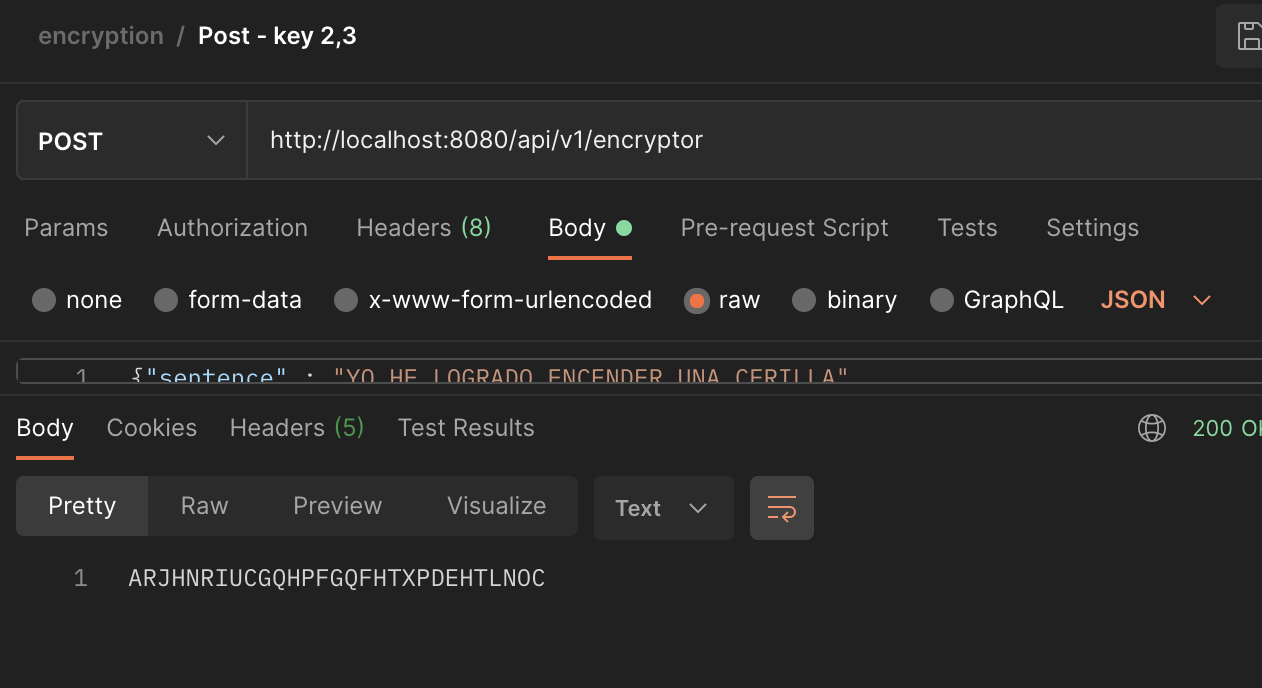 encryption / Post - key 2,3
POST http://localhost:8080/api/v1/encryptor
Params Authorization Headers (8) Body Pre-request Script Tests Settings
none form-data x-www-form-urlencoded raw binary GraphQL JSON
1 {"sentence" : "YO HE LOGRADO ENCENDER UNA CERILLA"
Body Cookies Headers (5) Test Results 200 OK
Pretty Raw Preview Visualize Text
1 ARJHNRIUCGQHPFGQFHTXPDEHTLNOC